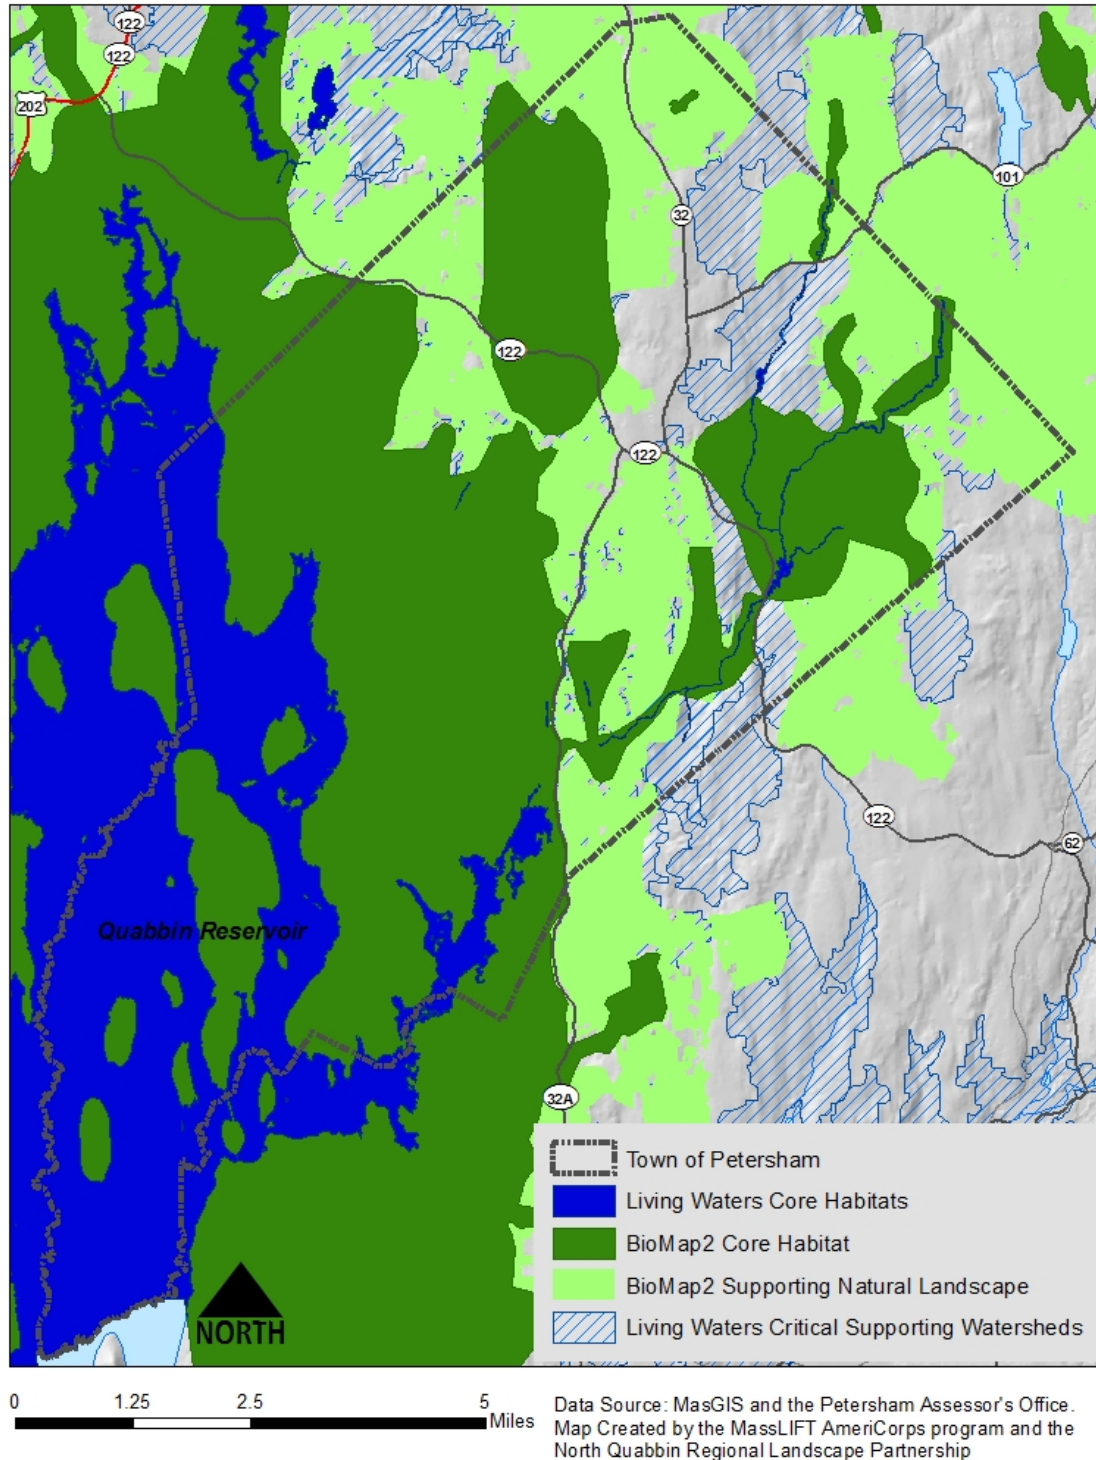 122
122
202
101
32
122
122
122
62
Quabbin Reservoir
32A
Town of Petersham
Living Waters Core Habitats
BioMap2 Core Habitat
BioMap2 Supporting Natural Landscape
Living Waters Critical Supporting Watersheds
NORTH
0 1.25 2.5 5
Miles
Data Source: MasGIS and the Petersham Assessor's Office.
Map Created by the MassLIFT AmeriCorps program and the
North Quabbin Regional Landscape Partnership